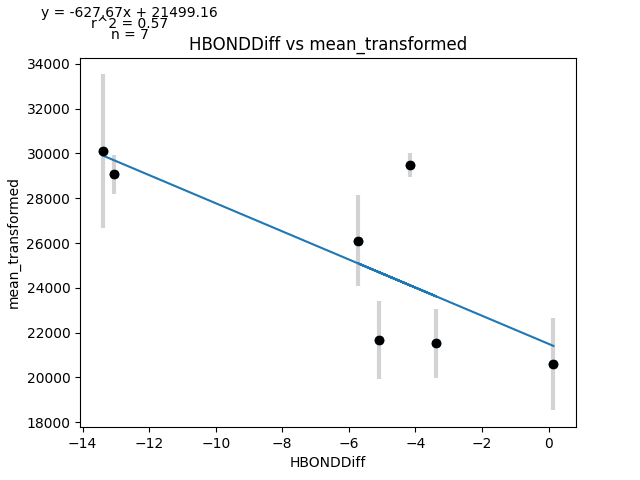 y = -627.67x + 21499.16
r^2 = 0.57
n = 7
HBONDDiff vs mean_transformed
34000
32000
30000
28000
26000
24000
22000
20000
18000
mean_transformed
−14
−12
−10
−8
−6
−4
−2
0
HBONDDiff